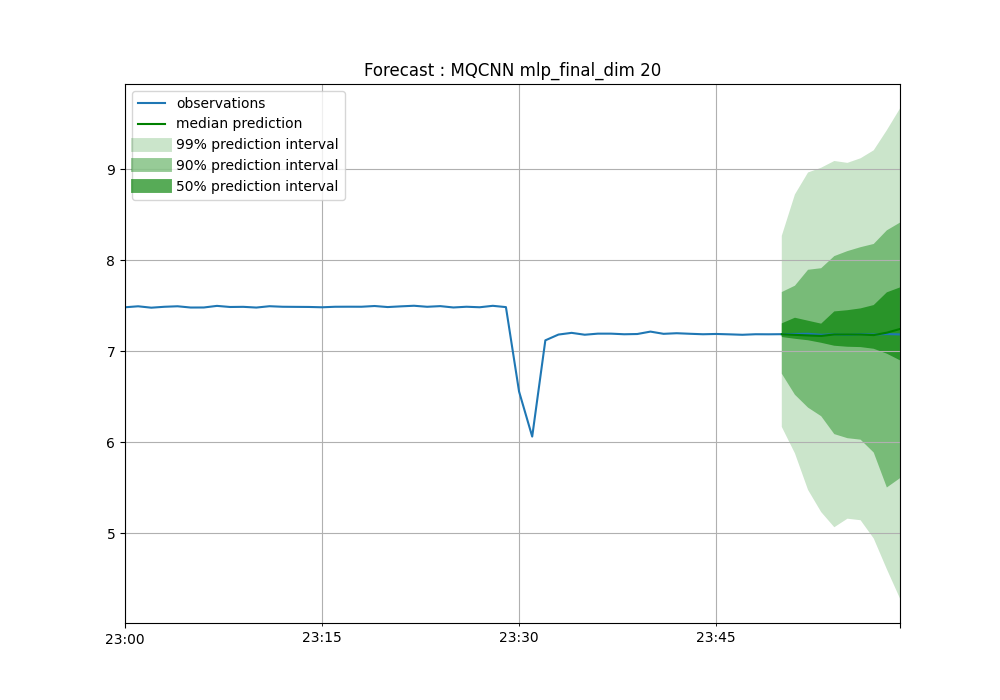 Forecast : MQCNN mlp_final_dim 20
observations
median prediction
99% prediction interval
90% prediction interval
50% prediction interval
9
8
7
6
5
23:00
23:15
23:30
23:45